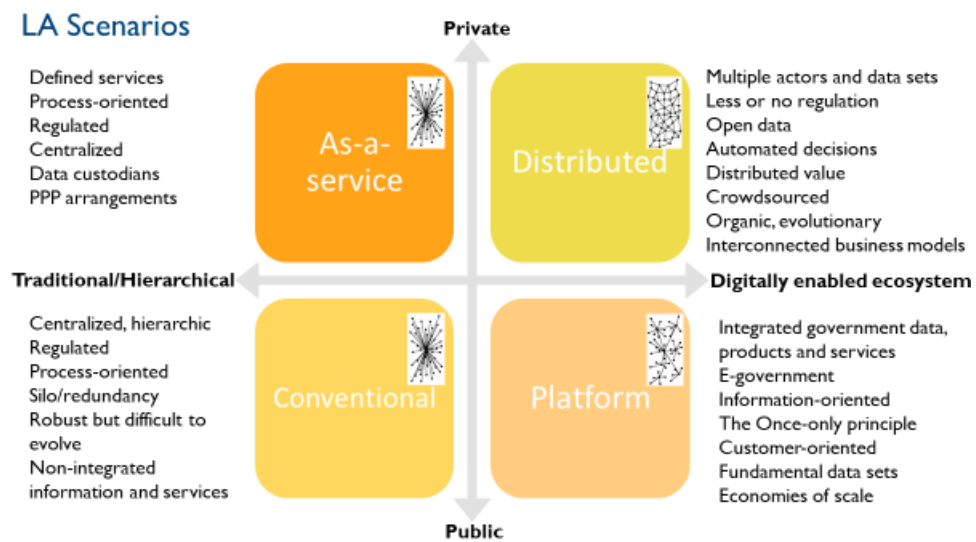 LA Scenarios
Private
Defined services
Process-oriented
Regulated
Centralized
Data custodians
PPP arrangements
As-a-
service
Distributed
Multiple actors and data sets
Less or no regulation
Open data
Automated decisions
Distributed value
Crowdsourced
Organic, evolutionary
Interconnected business models
Traditional/Hierarchical
Digitally enabled ecosystem
Centralized, hierarchic
Regulated
Process-oriented
Silo/redundancy
Robust but difficult to
evolve
Non-integrated
information and services
Conventional
Platform
Integrated government data,
products and services
E-government
Information-oriented
The Once-only principle
Customer-oriented
Fundamental data sets
Economies of scale
Public